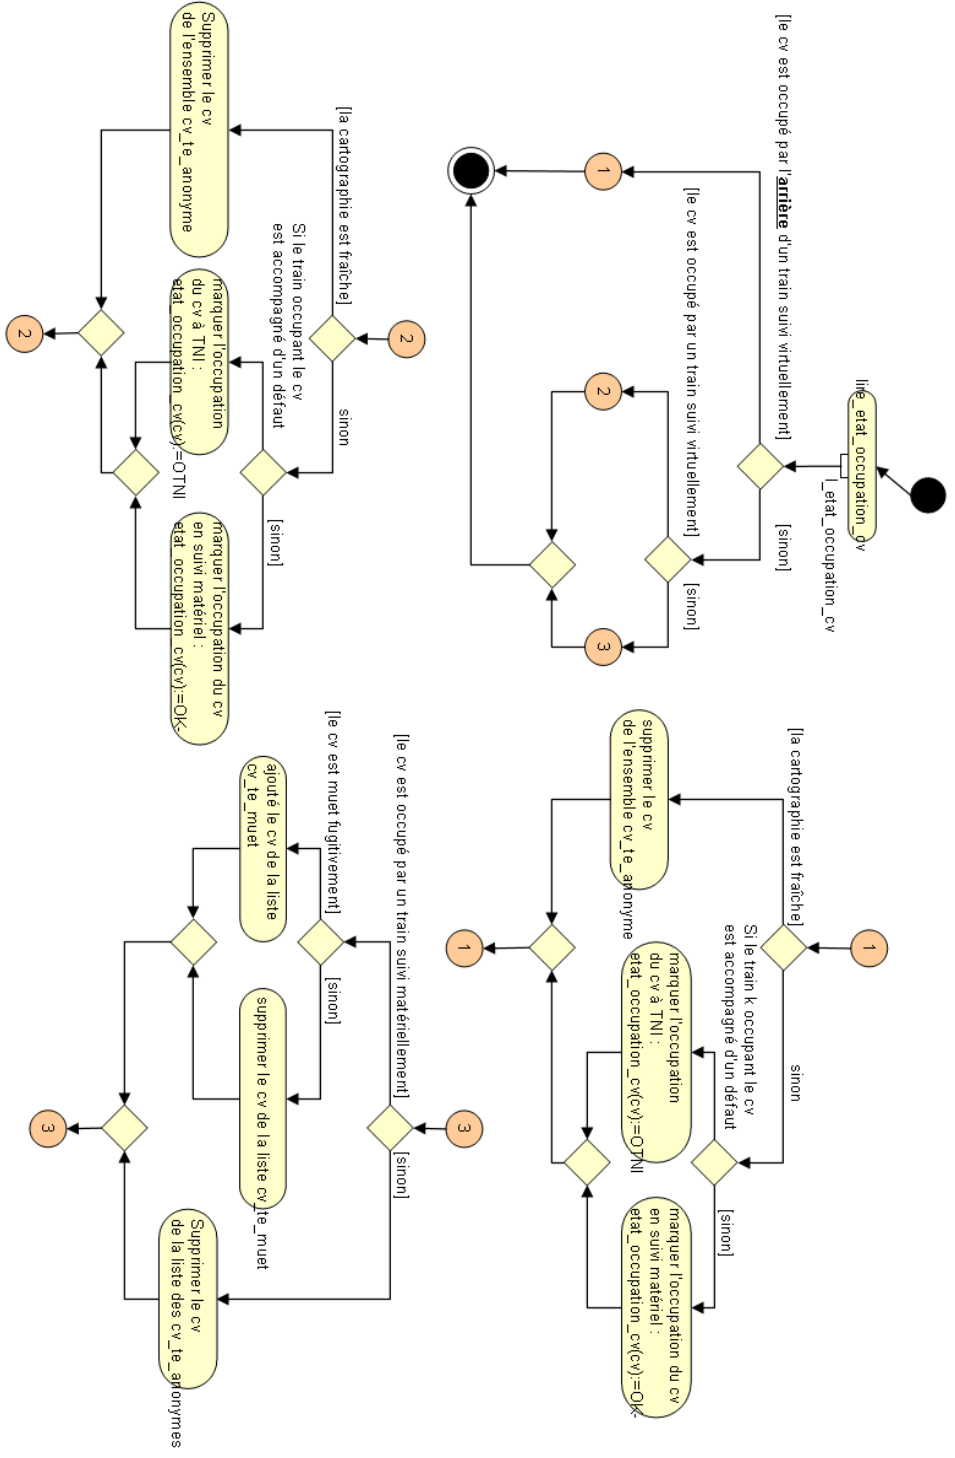 lire_etat_occupation_cv
l_etat_occupation_cv
[le cv est occupé par l'arrière d'un train suivi virtuellement]
[sinon]
1
[le cv est occupé par un train suivi virtuellement]
[sinon]
2
3
1
[la cartographie est fraîche]
sinon
Si le train k occupant le cv
est accompagné d'un défaut
[sinon]
supprimer le cv
de l'ensemble cv_te_anonyme
marquer l'occupation
du cv à TNI :
etat_occupation_cv(cv):=OTNI
marquer l'occupation du cv
en suivi matériel :
etat_occupation_cv(cv):=OK-
1
2
[la cartographie est fraîche]
sinon
Si le train occupant le cv
est accompagné d'un défaut
[sinon]
Supprimer le cv
de l'ensemble cv_te_anonyme
marquer l'occupation
du cv à TNI :
etat_occupation_cv(cv):=OTNI
marquer l'occupation du cv
en suivi matériel :
etat_occupation_cv(cv):=OK-
2
3
[le cv est occupé par un train suivi matériellement]
[sinon]
[le cv est muet fugitivement]
[sinon]
ajouté le cv de la liste
cv_te_muet
supprimer le cv de la liste cv_te_muet
Supprimer le cv
de la liste des cv_te_anonymes
3